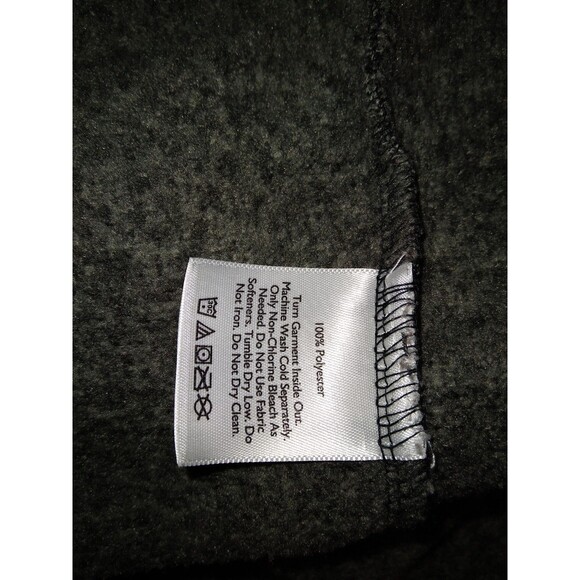 100% Polyester
Turn Garment Inside Out.
Machine Wash Cold Separately.
Only Non-Chlorine Bleach As
Needed. Do Not Use Fabric
Softeners. Tumble Dry Low. Do
Not Iron. Do Not Dry Clean.